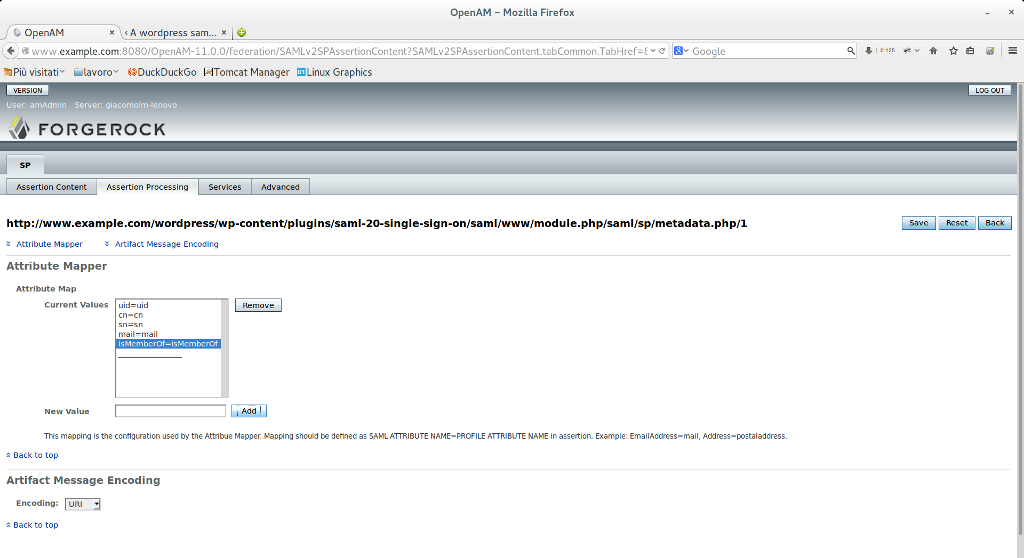 OpenAM – Mozilla Firefox
OpenAM
A wordpress sam...
www.example.com:8080/OpenAM-11.0.0/federation/SAMLv2SPAssertionContent?SAMLv2SPAssertionContent.tabCommon.TabHref=
Google
Più visitati
lavoro
DuckDuckGo
Tomcat Manager
Linux Graphics
VERSION
LOG OUT
User: amAdmin Server: giacomolm-lenovo
FORGEROCK
SP
Assertion Content
Assertion Processing
Services
Advanced
http://www.example.com/wordpress/wp-content/plugins/saml-20-single-sign-on/saml/www/module.php/saml/sp/metadata.php/1
Save
Reset
Back
Attribute Mapper
Artifact Message Encoding
Attribute Mapper
Attribute Map
Current Values
uid=uid
cn=cn
sn=sn
mail=mail
isMemberOf=isMemberOf
Remove
New Value
Add
This mapping is the configuration used by the Attribue Mapper. Mapping should be defined as SAML ATTRIBUTE NAME=PROFILE ATTRIBUTE NAME in assertion. Example: EmailAddress=mail, Address=postaladdress.
Back to top
Artifact Message Encoding
Encoding: URI
Back to top